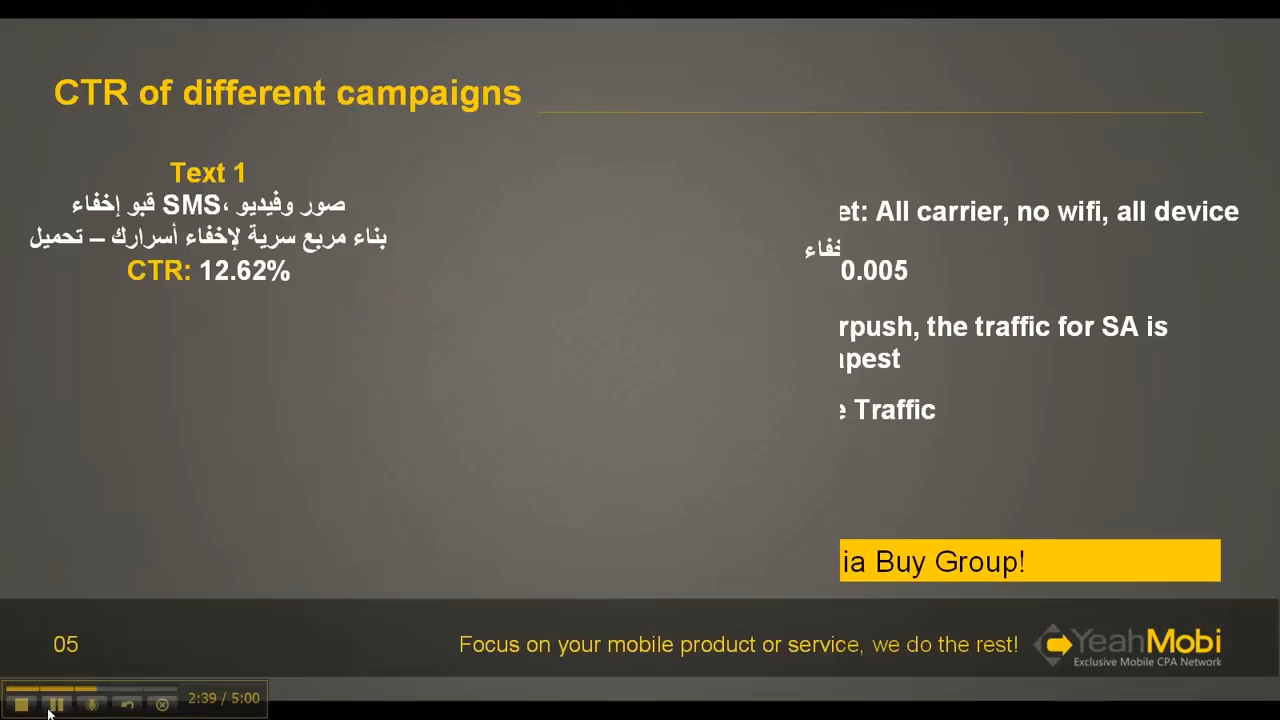 CTR of different campaigns
Text 1
صور وفيديو ،SMS قبو إخفاء
بناء مربع سرية لإخفاء أسرارك – تحميل
CTR: 12.62%
et: All carrier, no wifi, all device
خفاء
0.005
rpush, the traffic for SA is
pest
e Traffic
ia Buy Group!
05
Focus on your mobile product or service, we do the rest!
YeahMobi
Exclusive Mobile CPA Network
2:39 / 5:00